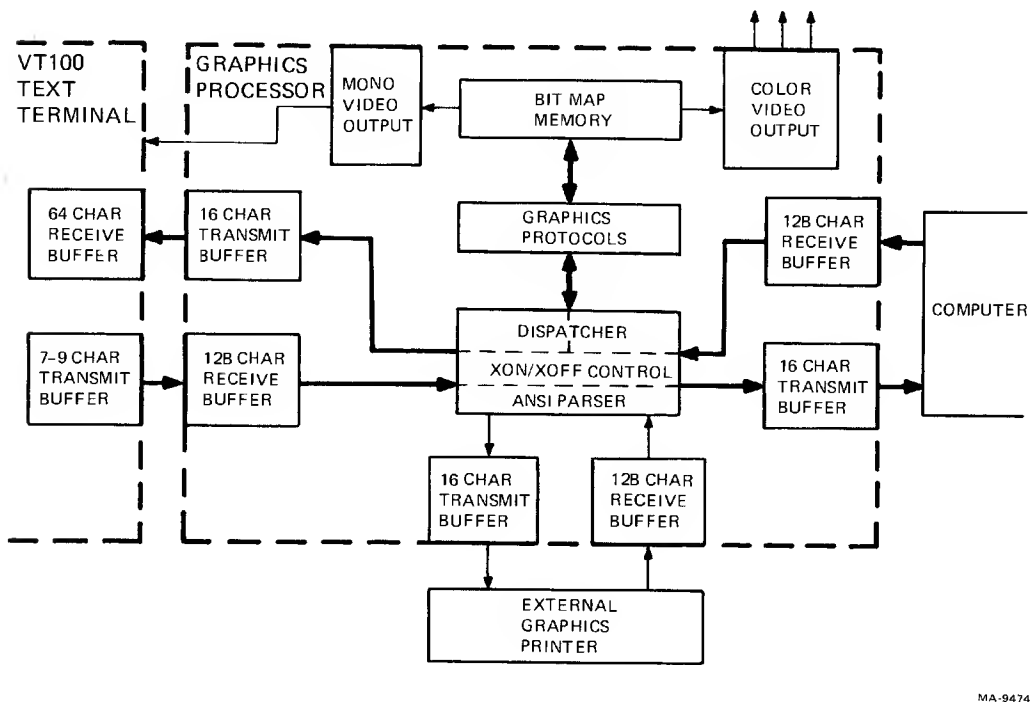 VT100
TEXT
TERMINAL
GRAPHICS
PROCESSOR
MONO
VIDEO
OUTPUT
BIT MAP
MEMORY
COLOR
VIDEO
OUTPUT
64 CHAR
RECEIVE
BUFFER
16 CHAR
TRANSMIT
BUFFER
GRAPHICS
PROTOCOLS
12B CHAR
RECEIVE
BUFFER
COMPUTER
7-9 CHAR
TRANSMIT
BUFFER
12B CHAR
RECEIVE
BUFFER
DISPATCHER
XON/XOFF CONTROL
ANSI PARSER
16 CHAR
TRANSMIT
BUFFER
16 CHAR
TRANSMIT
BUFFER
12B CHAR
RECEIVE
BUFFER
EXTERNAL
GRAPHICS
PRINTER
MA-9474